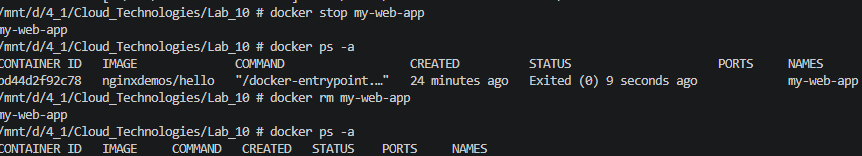 /mnt/d/4_1/Cloud_Technologies/Lab_10 # docker stop my-web-app
my-web-app
/mnt/d/4_1/Cloud_Technologies/Lab_10 # docker ps -a
CONTAINER ID   IMAGE              COMMAND                  CREATED          STATUS                     PORTS     NAMES
bd44d2f92c78   nginxdemos/hello   "/docker-entrypoint.…"   24 minutes ago   Exited (0) 9 seconds ago             my-web-app
/mnt/d/4_1/Cloud_Technologies/Lab_10 # docker rm my-web-app
my-web-app
/mnt/d/4_1/Cloud_Technologies/Lab_10 # docker ps -a
CONTAINER ID   IMAGE     COMMAND   CREATED   STATUS    PORTS     NAMES